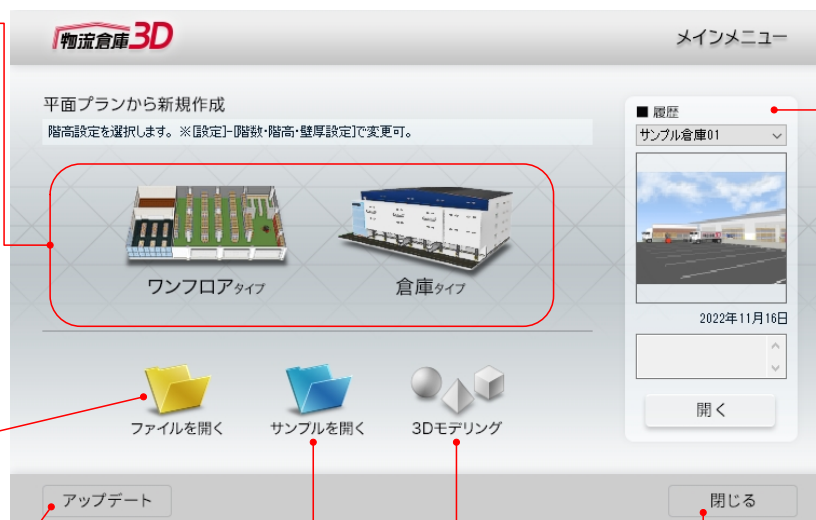 物流倉庫3D
メインメニュー
平面プランから新規作成
階高設定を選択します。※[設定]-[階数・階高・壁厚設定]で変更可。
ワンフロアタイプ
倉庫タイプ
ファイルを開く
サンプルを開く
3Dモデリング
■ 履歴
サンプル倉庫01
2022年11月16日
開く
アップデート
閉じる